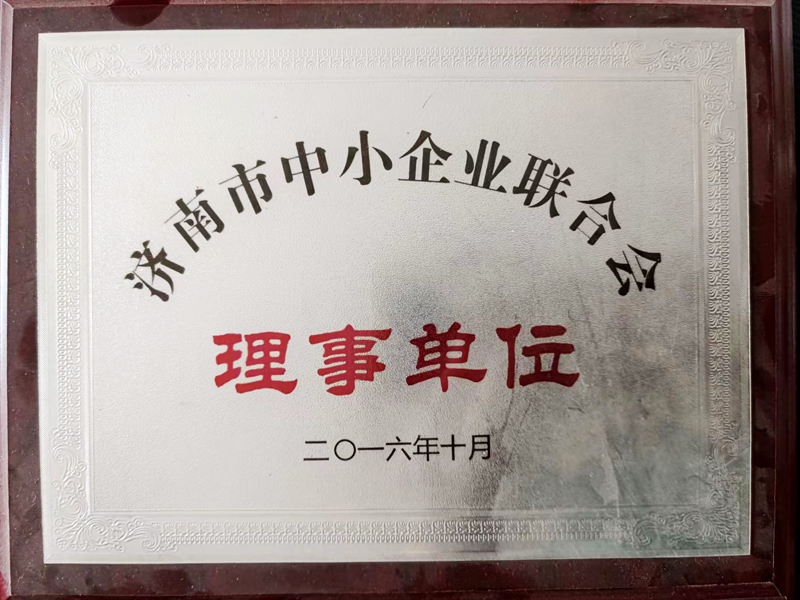 济南市中小企业联合会
理事单位
二〇一六年十月